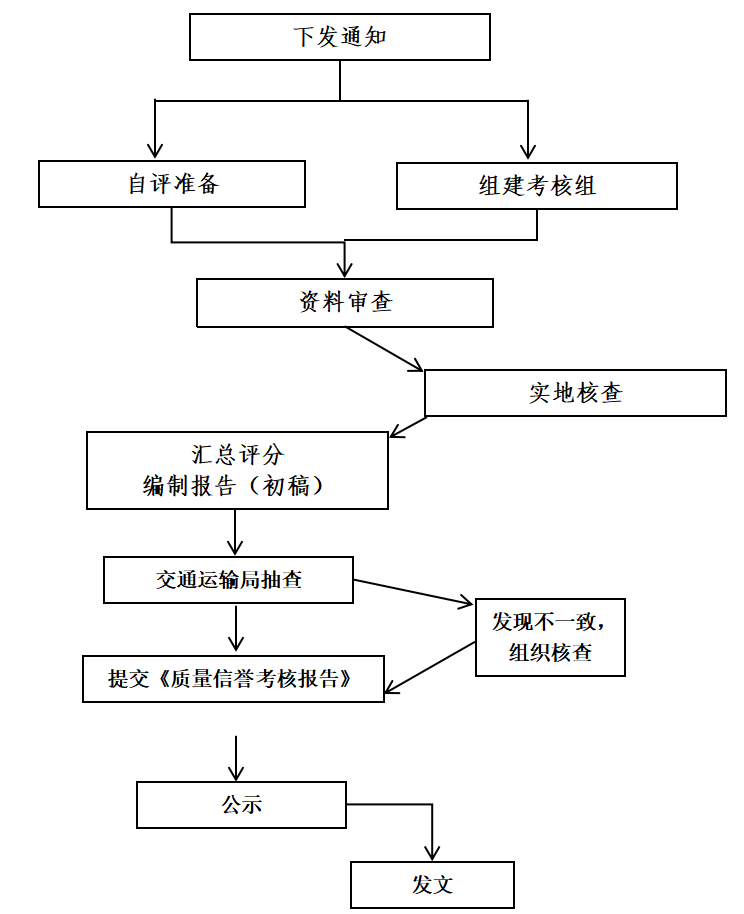 下发通知
自评准备
组建考核组
资料审查
实地核查
汇总评分
编制报告（初稿）
交通运输局抽查
发现不一致，
组织核查
提交《质量信誉考核报告》
公示
发文